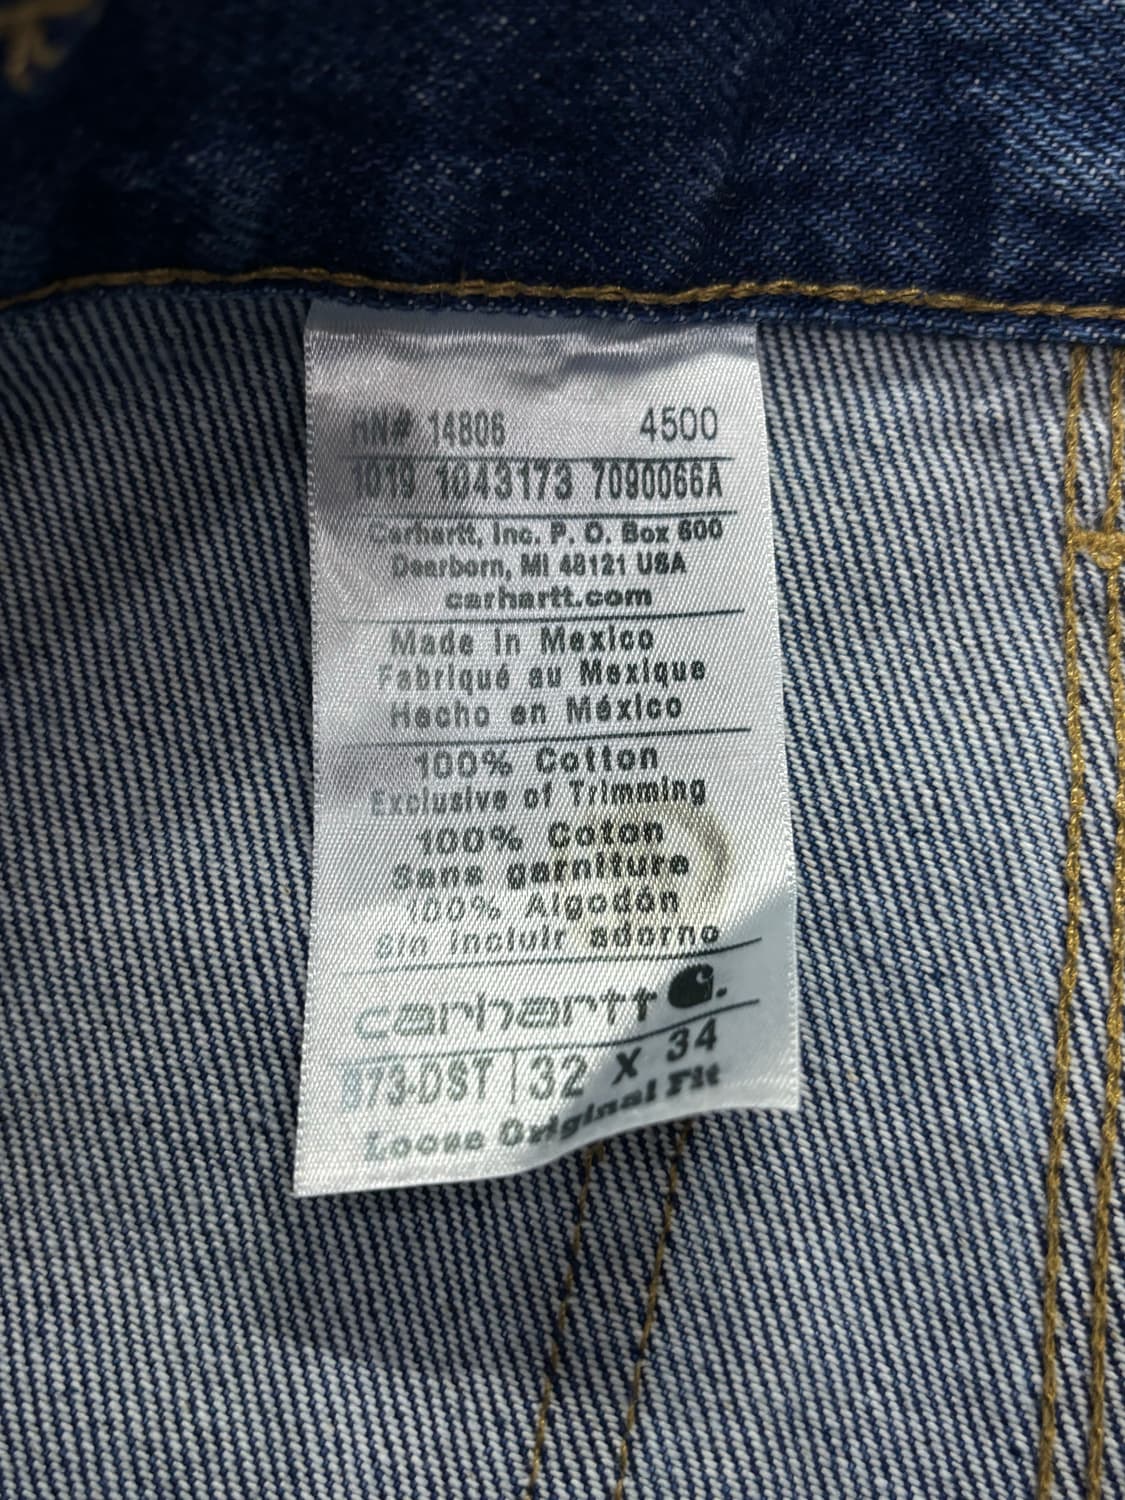 RN# 14806 4500
1019 1043173 7090066A
Carhartt, Inc. P. O. Box 600
Dearborn, MI 48121 USA
carhartt.com
Made In Mexico
Fabriqué au Mexique
Hecho en México
100% Cotton
Exclusive of Trimming
100% Coton
Sans garniture
100% Algodón
Sin incluir adorno
carhartt
B73-DST | 32 X 34
Loose Original Fit